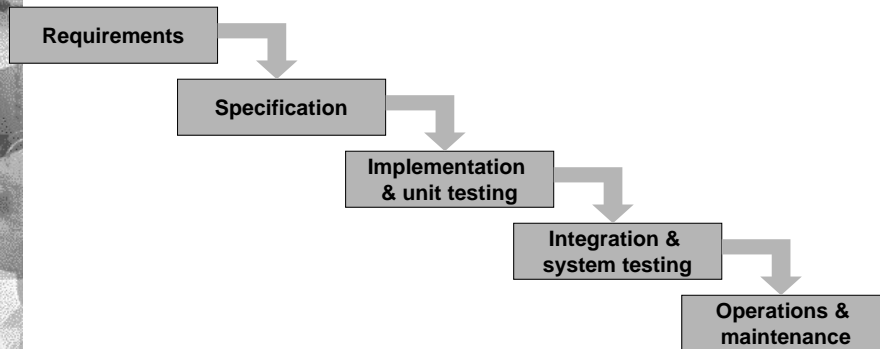 Requirements
Specification
Implementation
& unit testing
Integration &
system testing
Operations &
maintenance